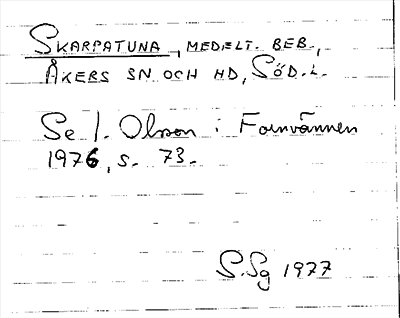 SKARPATUNA, MEDELT. BEB.,
ÅKERS SN OCH HD, SÖD.L.
Se I. Olsson i Fornvännen
1976, s. 73.
S.Sg 1977